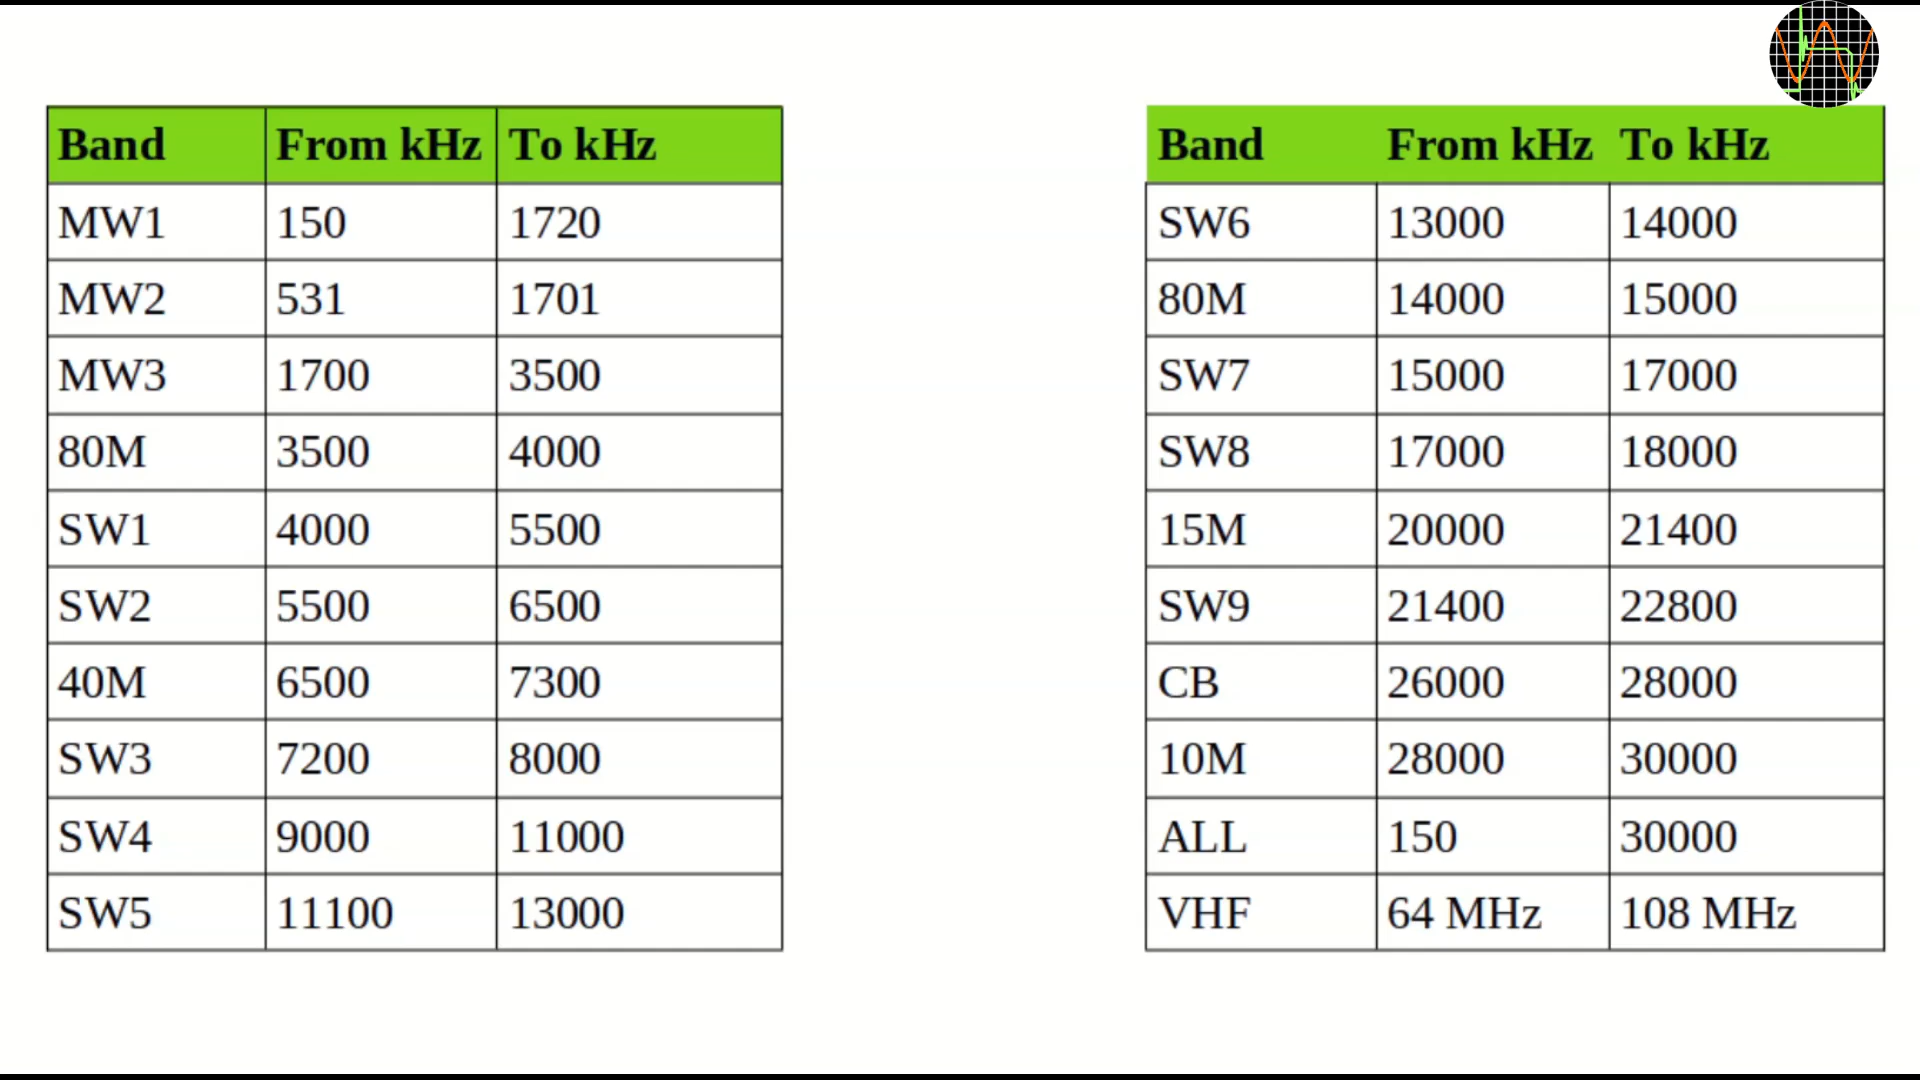 Band From kHz To kHz
MW1 150 1720
MW2 531 1701
MW3 1700 3500
80M 3500 4000
SW1 4000 5500
SW2 5500 6500
40M 6500 7300
SW3 7200 8000
SW4 9000 11000
SW5 11100 13000
Band From kHz To kHz
SW6 13000 14000
80M 14000 15000
SW7 15000 17000
SW8 17000 18000
15M 20000 21400
SW9 21400 22800
CB 26000 28000
10M 28000 30000
ALL 150 30000
VHF 64 MHz 108 MHz